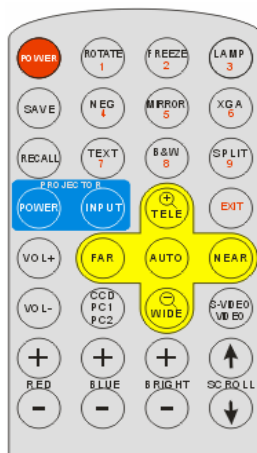 POWER ROTATE FREEZE LAMP
1 2 3
SAVE NEG MIRROR XGA
4 5 6
RECALL TEXT B&W SPLIT
7 8 9
PROJECTOR
POWER INPUT TELE EXIT
VOL+ FAR AUTO NEAR
VOL- CCD PC1 PC2 WIDE S-VIDEO VIDEO
+ + +
RED BLUE BRIGHT SCROLL
- - -